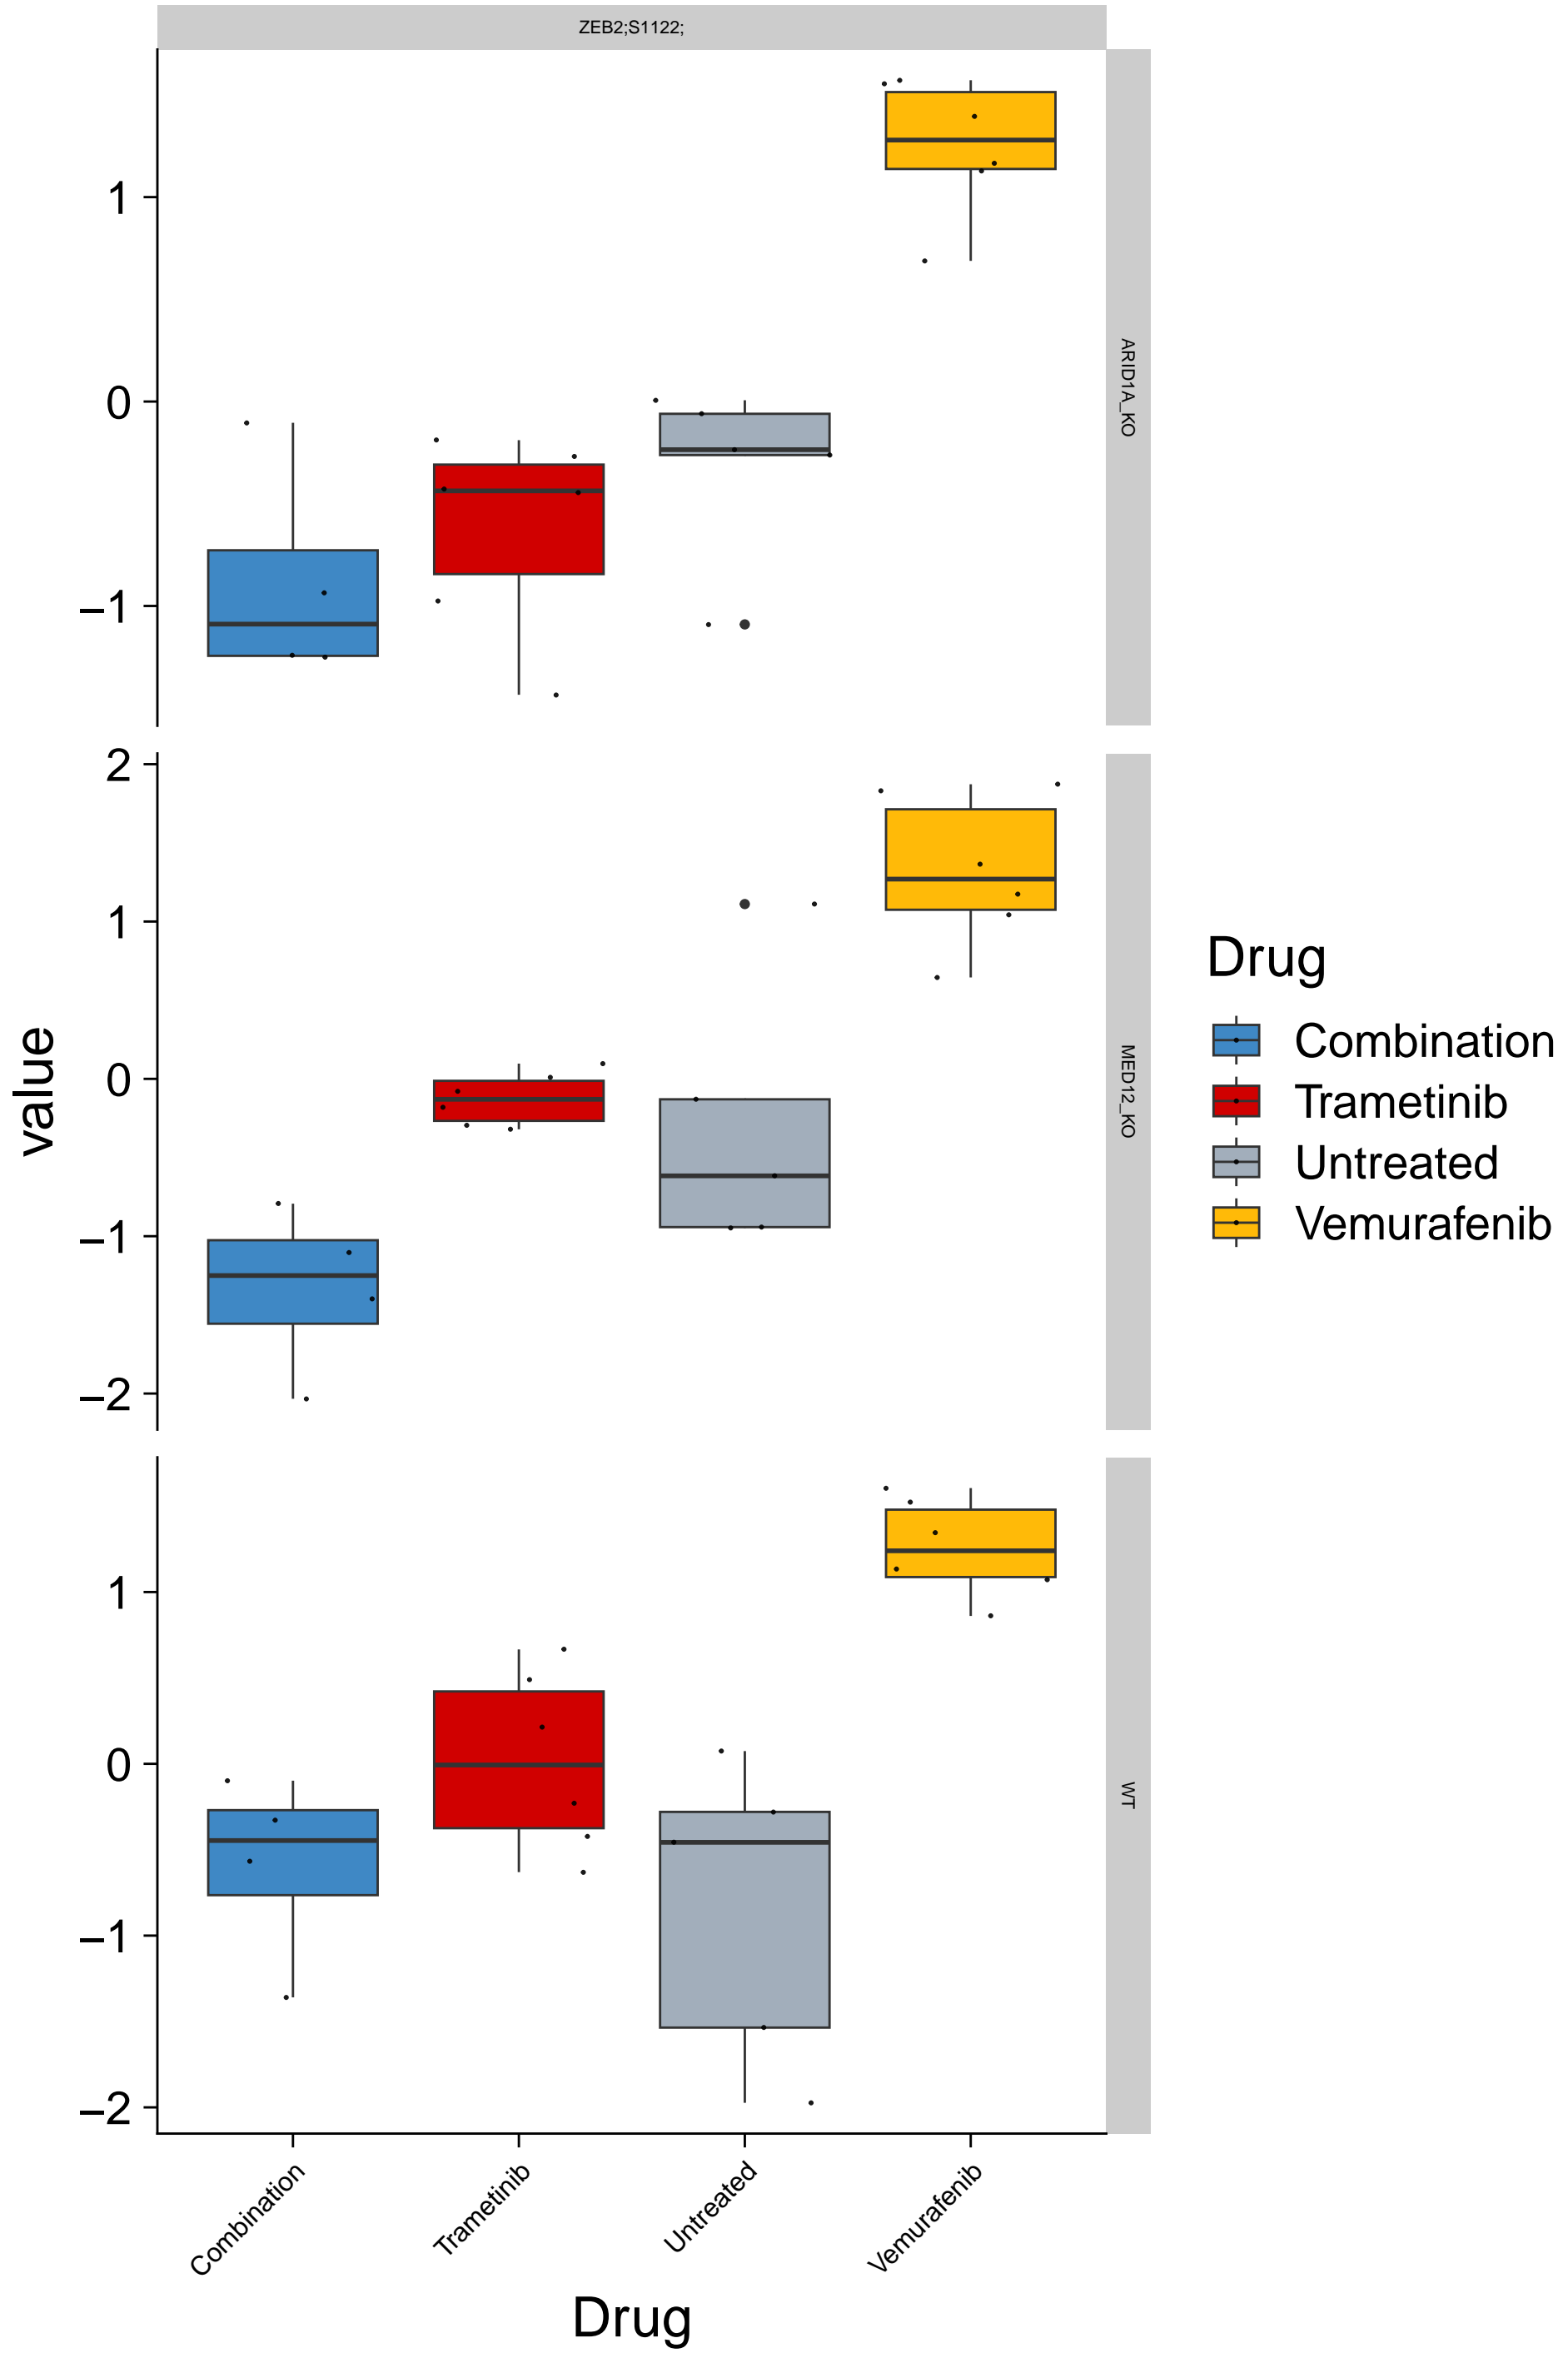 ZEB2;S1122;
1
0
−1
ARID1A_KO
2
1
0
−1
−2
MED12_KO
1
0
−1
−2
WT
value
Combination
Trametinib
Untreated
Vemurafenib
Drug
Drug
Combination
Trametinib
Untreated
Vemurafenib